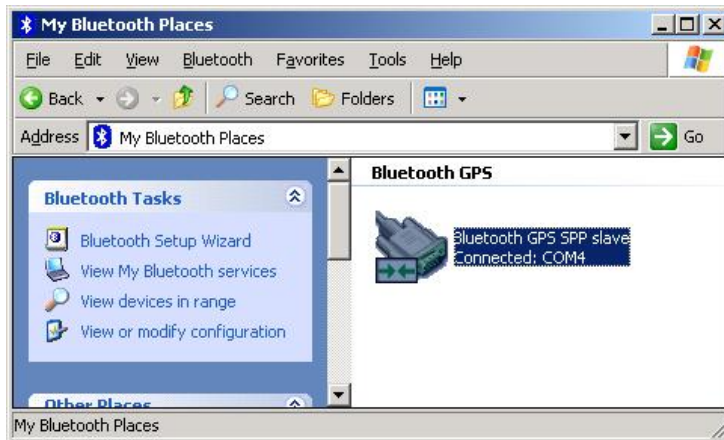 My Bluetooth Places
File Edit View Bluetooth Favorites Tools Help
Back Search Folders
Address My Bluetooth Places Go
Bluetooth GPS
Bluetooth Tasks
Bluetooth GPS SPP slave
Connected: COM4
Bluetooth Setup Wizard
View My Bluetooth services
View devices in range
View or modify configuration
Other Places
My Bluetooth Places